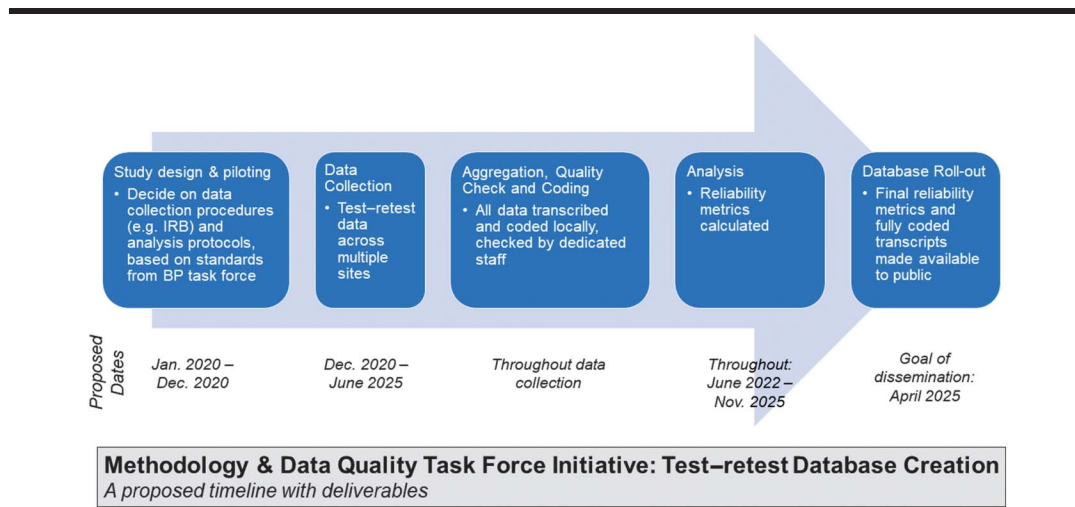 Study design & piloting
• Decide on data
collection procedures
(e.g. IRB) and
analysis protocols,
based on standards
from BP task force
Data
Collection
• Test–retest
data
across
multiple
sites
Aggregation, Quality
Check and Coding
• All data transcribed
and coded locally,
checked by dedicated
staff
Analysis
• Reliability
metrics
calculated
Database Roll-out
• Final reliability
metrics and
fully coded
transcripts
made available
to public
Proposed
Dates
Jan. 2020 –
Dec. 2020
Dec. 2020 –
June 2025
Throughout data
collection
Throughout:
June 2022 –
Nov. 2025
Goal of
dissemination:
April 2025
Methodology & Data Quality Task Force Initiative: Test–retest Database Creation
A proposed timeline with deliverables